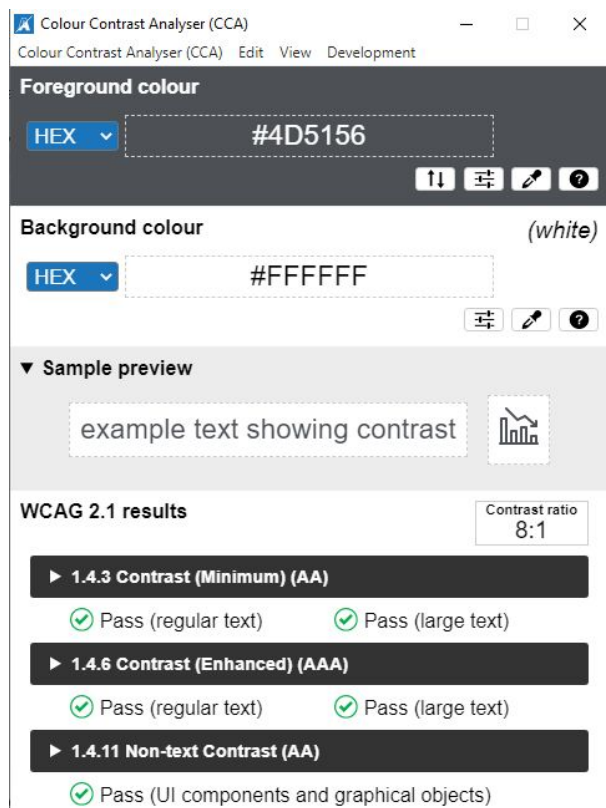 Colour Contrast Analyser (CCA)
Colour Contrast Analyser (CCA) Edit View Development
Foreground colour
HEX #4D5156
Background colour (white)
HEX #FFFFFF
Sample preview
example text showing contrast
WCAG 2.1 results
Contrast ratio
8:1
1.4.3 Contrast (Minimum) (AA)
Pass (regular text) Pass (large text)
1.4.6 Contrast (Enhanced) (AAA)
Pass (regular text) Pass (large text)
1.4.11 Non-text Contrast (AA)
Pass (UI components and graphical objects)